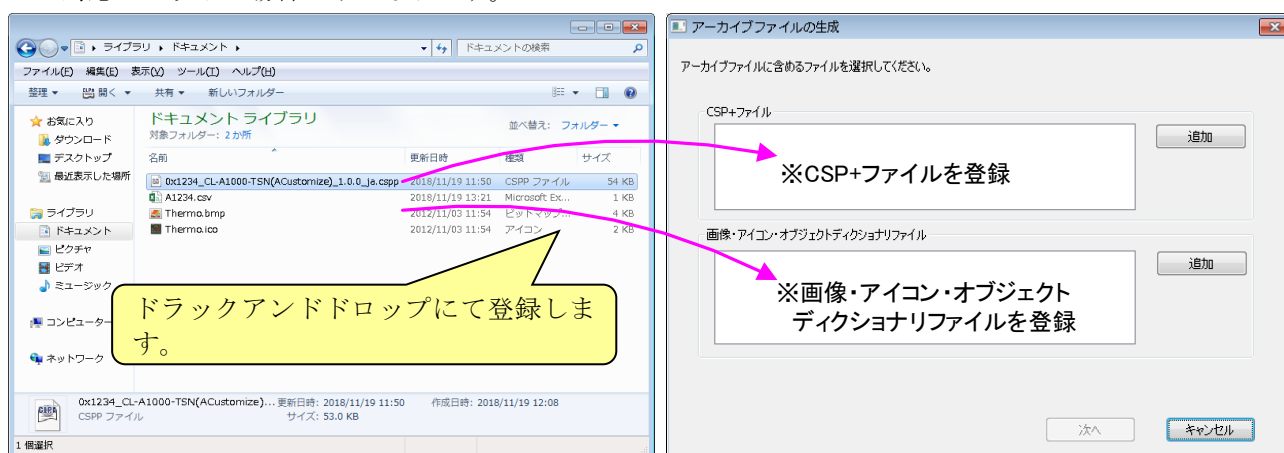 アーカイブファイルの生成
ライブラリ ▸ ドキュメント ▸
ドキュメントの検索
ファイル(F) 編集(E) 表示(V) ツール(T) ヘルプ(H)
整理 ▼ 開く ▼ 共有 ▼ 新しいフォルダー
お気に入り
ダウンロード
デスクトップ
最近表示した場所
ライブラリ
ドキュメント
ピクチャ
ビデオ
ミュージック
コンピューター
ネットワーク
ドキュメント ライブラリ
対象フォルダー: 2 か所
並べ替え: フォルダー ▼
名前 更新日時 種類 サイズ
0x1234_CL-A1000-TSN(ACustomize)_1.0.0_ja.cspp 2018/11/19 11:50 CSPP ファイル 54 KB
A1234.csv 2018/11/19 13:21 Microsoft Ex... 1 KB
Thermo.bmp 2012/11/03 11:54 ビットマップ... 4 KB
Thermo.ico 2012/11/03 11:54 アイコン 2 KB
ドラックアンドドロップにて登録しま
す。
0x1234_CL-A1000-TSN(ACustomize)... 更新日時: 2018/11/19 11:50 作成日時: 2018/11/19 12:08
CSPP ファイル サイズ: 53.0 KB
1 個選択
アーカイブファイルに含めるファイルを選択してください。
CSP+ファイル
※CSP+ファイルを登録
追加
画像・アイコン・オブジェクトディクショナリファイル
※画像・アイコン・オブジェクト
ディクショナリファイルを登録
追加
次へ キャンセル